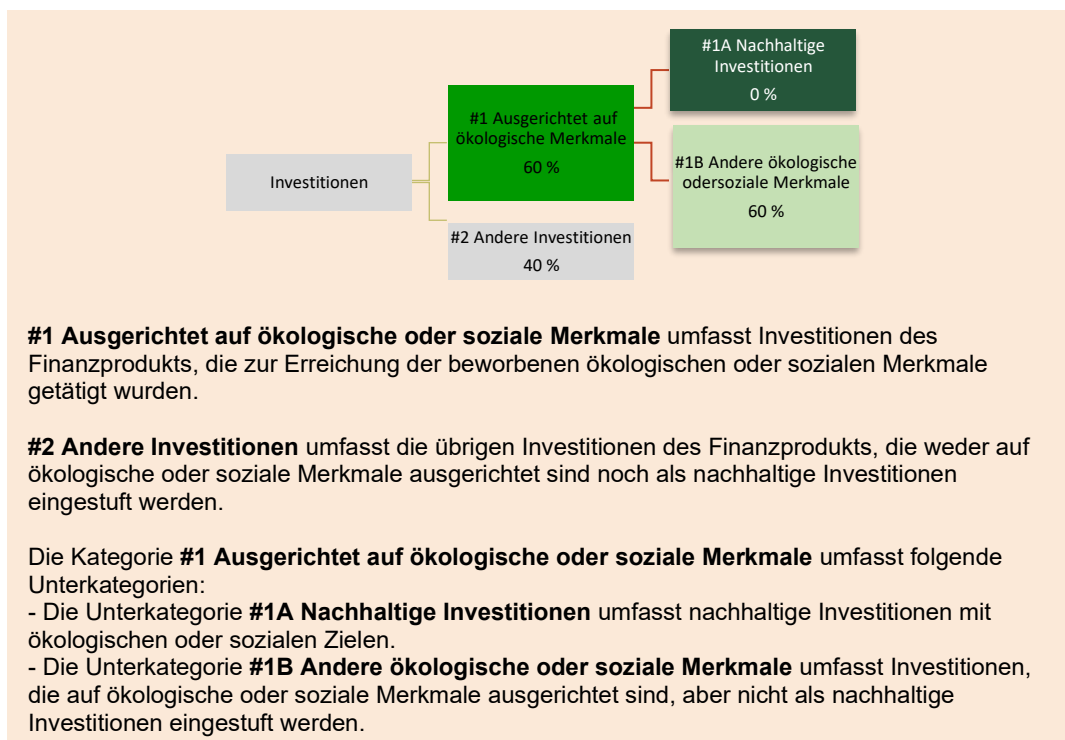 #1A Nachhaltige
Investitionen
0 %
#1 Ausgerichtet auf
ökologische Merkmale
60 %
#1B Andere ökologische
odersoziale Merkmale
60 %
Investitionen
#2 Andere Investitionen
40 %
#1 Ausgerichtet auf ökologische oder soziale Merkmale umfasst Investitionen des
Finanzprodukts, die zur Erreichung der beworbenen ökologischen oder sozialen Merkmale
getätigt wurden.
#2 Andere Investitionen umfasst die übrigen Investitionen des Finanzprodukts, die weder auf
ökologische oder soziale Merkmale ausgerichtet sind noch als nachhaltige Investitionen
eingestuft werden.
Die Kategorie #1 Ausgerichtet auf ökologische oder soziale Merkmale umfasst folgende
Unterkategorien:
- Die Unterkategorie #1A Nachhaltige Investitionen umfasst nachhaltige Investitionen mit
ökologischen oder sozialen Zielen.
- Die Unterkategorie #1B Andere ökologische oder soziale Merkmale umfasst Investitionen,
die auf ökologische oder soziale Merkmale ausgerichtet sind, aber nicht als nachhaltige
Investitionen eingestuft werden.